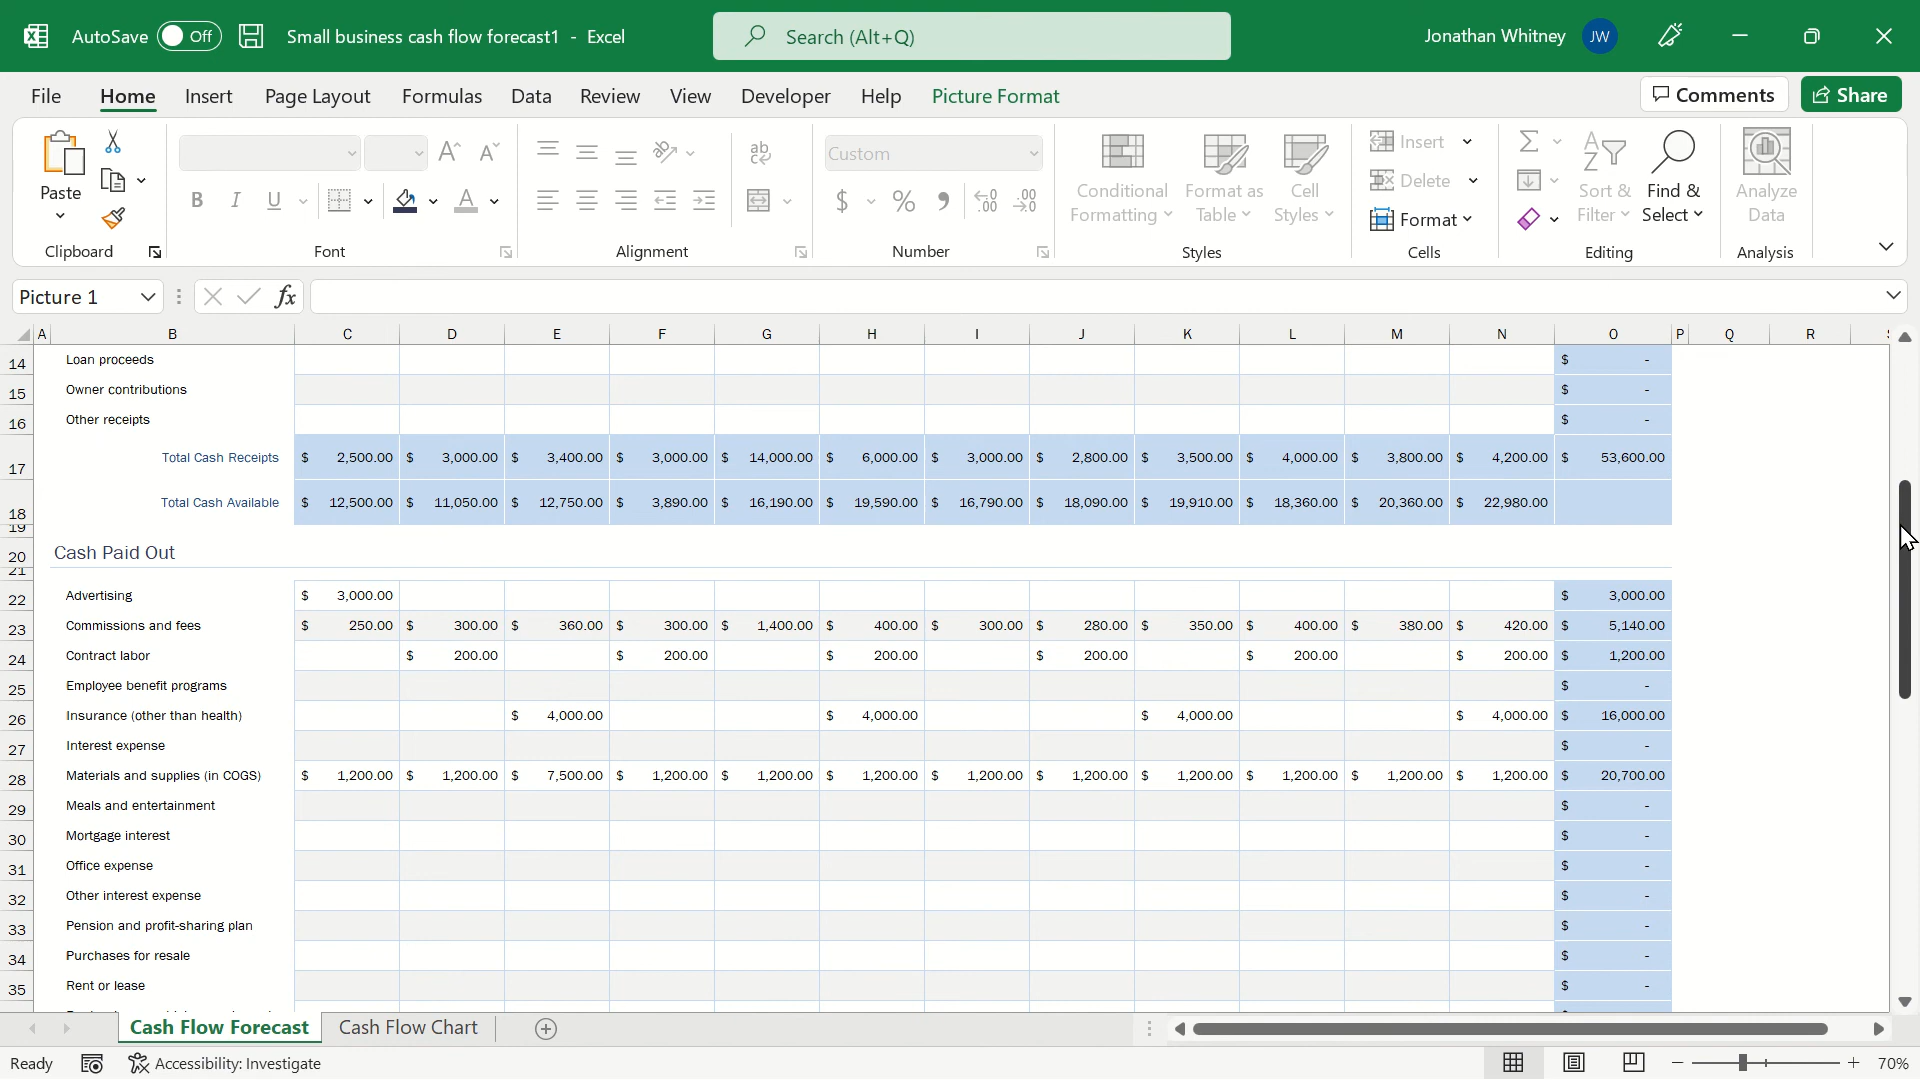 AutoSave Off Small business cash flow forecast1 - Excel Search (Alt+Q) Jonathan Whitney JW
File Home Insert Page Layout Formulas Data Review View Developer Help Picture Format Comments Share
Paste
Clipboard
A^ A˅
B I U A
Font
ab
Alignment
Custom
$ % , .00
Number
Conditional Formatting
Format as Table
Cell Styles
Styles
Insert
Delete
Format
Cells
Sort & Filter
Find & Select
Editing
Analyze Data
Analysis
Picture 1 fx
A B C D E F G H I J K L M N O P Q R
14 Loan proceeds $ -
15 Owner contributions $ -
16 Other receipts $ -
17 Total Cash Receipts $ 2,500.00 $ 3,000.00 $ 3,400.00 $ 3,000.00 $ 14,000.00 $ 6,000.00 $ 3,000.00 $ 2,800.00 $ 3,500.00 $ 4,000.00 $ 3,800.00 $ 4,200.00 $ 53,600.00
18 Total Cash Available $ 12,500.00 $ 11,050.00 $ 12,750.00 $ 3,890.00 $ 16,190.00 $ 19,590.00 $ 16,790.00 $ 18,090.00 $ 19,910.00 $ 18,360.00 $ 20,360.00 $ 22,980.00
19
20 Cash Paid Out
21
22 Advertising $ 3,000.00 $ 3,000.00
23 Commissions and fees $ 250.00 $ 300.00 $ 360.00 $ 300.00 $ 1,400.00 $ 400.00 $ 300.00 $ 280.00 $ 350.00 $ 400.00 $ 380.00 $ 420.00 $ 5,140.00
24 Contract labor $ 200.00 $ 200.00 $ 200.00 $ 200.00 $ 200.00 $ 200.00 $ 1,200.00
25 Employee benefit programs $ -
26 Insurance (other than health) $ 4,000.00 $ 4,000.00 $ 4,000.00 $ 4,000.00 $ 16,000.00
27 Interest expense $ -
28 Materials and supplies (in COGS) $ 1,200.00 $ 1,200.00 $ 7,500.00 $ 1,200.00 $ 1,200.00 $ 1,200.00 $ 1,200.00 $ 1,200.00 $ 1,200.00 $ 1,200.00 $ 1,200.00 $ 1,200.00 $ 20,700.00
29 Meals and entertainment $ -
30 Mortgage interest $ -
31 Office expense $ -
32 Other interest expense $ -
33 Pension and profit-sharing plan $ -
34 Purchases for resale $ -
35 Rent or lease $ -
Cash Flow Forecast Cash Flow Chart
Ready Accessibility: Investigate 70%